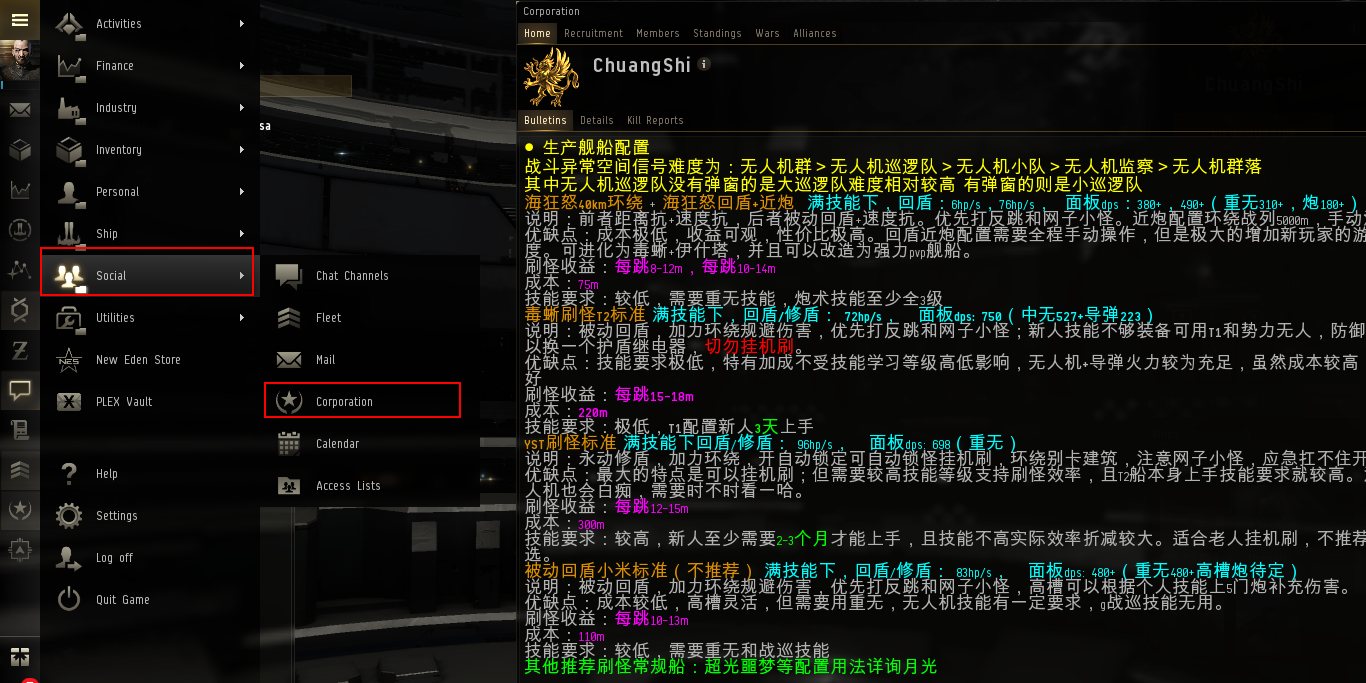 Activities
Finance
Industry
Inventory
Personal
Ship
Social
Utilities
New Eden Store
NES
PLEX Vault
Help
Settings
Log off
Quit Game
Chat Channels
Fleet
Mail
Corporation
Calendar
Access Lists
sa
Corporation
Home Recruitment Members Standings Wars Alliances
ChuangShi
Bulletins Details Kill Reports
● 生产舰船配置
战斗异常空间信号难度为：无人机群>无人机巡逻队>无人机小队>无人机监察>无人机群落
其中无人机巡逻队没有弹窗的是大巡逻队难度相对较高 有弹窗的则是小巡逻队
海狂怒40km环绕 + 海狂怒回盾+近炮 满技能下，回盾：6hp/s，76hp/s， 面板dps：380+，490+（重无310+，炮180+）
说明：前者距离抗+速度抗，后者被动回盾+速度抗。优先打反跳和网子小怪。近炮配置环绕战列5000m，手动
优缺点：成本极低，收益可观，性价比极高。回盾近炮配置需要全程手动操作，但是极大的增加新玩家的游
度。可进化为毒蜥+伊什塔，并且可以改造为强力pvp舰船。
刷怪收益：每跳8-12m，每跳10-14m
成本：75m
技能要求：较低，需要重无技能，炮术技能至少全3级
毒蜥刷怪T2标准 满技能下，回盾/修盾： 72hp/s， 面板dps: 750（中无527+导弹223）
说明：被动回盾，加力环绕规避伤害，优先打反跳和网子小怪；新人技能不够装备可用T1和势力无人，防御
以换一个护盾继电器 切勿挂机刷。
优缺点：技能要求极低，特有加成不受技能学习等级高低影响，无人机+导弹火力较为充足，虽然成本较高
好
刷怪收益：每跳15-18m
成本：220m
技能要求：极低，T1配置新人3天上手
YST刷怪标准 满技能下回盾/修盾： 96hp/s， 面板dps: 698（重无）
说明：永动修盾，加力环绕，开自动锁定可自动锁怪挂机刷，环绕别卡建筑，注意网子小怪，应急扛不住开
优缺点：最大的特点是可以挂机刷；但需要较高技能等级支持刷怪效率，且T2船本身上手技能要求就较高。
人机也会白痴，需要时不时看一哈。
刷怪收益：每跳12-15m
成本：300m
技能要求：较高，新人至少需要2-3个月才能上手，且技能不高实际效率折减较大。适合老人挂机刷，不推荐
选。
被动回盾小米标准（不推荐） 满技能下，回盾/修盾： 83hp/s， 面板dps: 480+（重无480+高槽炮待定）
说明：被动回盾，加力环绕规避伤害，优先打反跳和网子小怪，高槽可以根据个人技能上5门炮补充伤害。
优缺点：成本较低，高槽灵活，但需要用重无，无人机技能有一定要求，g战巡技能无用。
刷怪收益：每跳10-13m
成本：110m
技能要求：较低，需要重无和战巡技能
其他推荐刷怪常规船：超光噩梦等配置用法详询月光